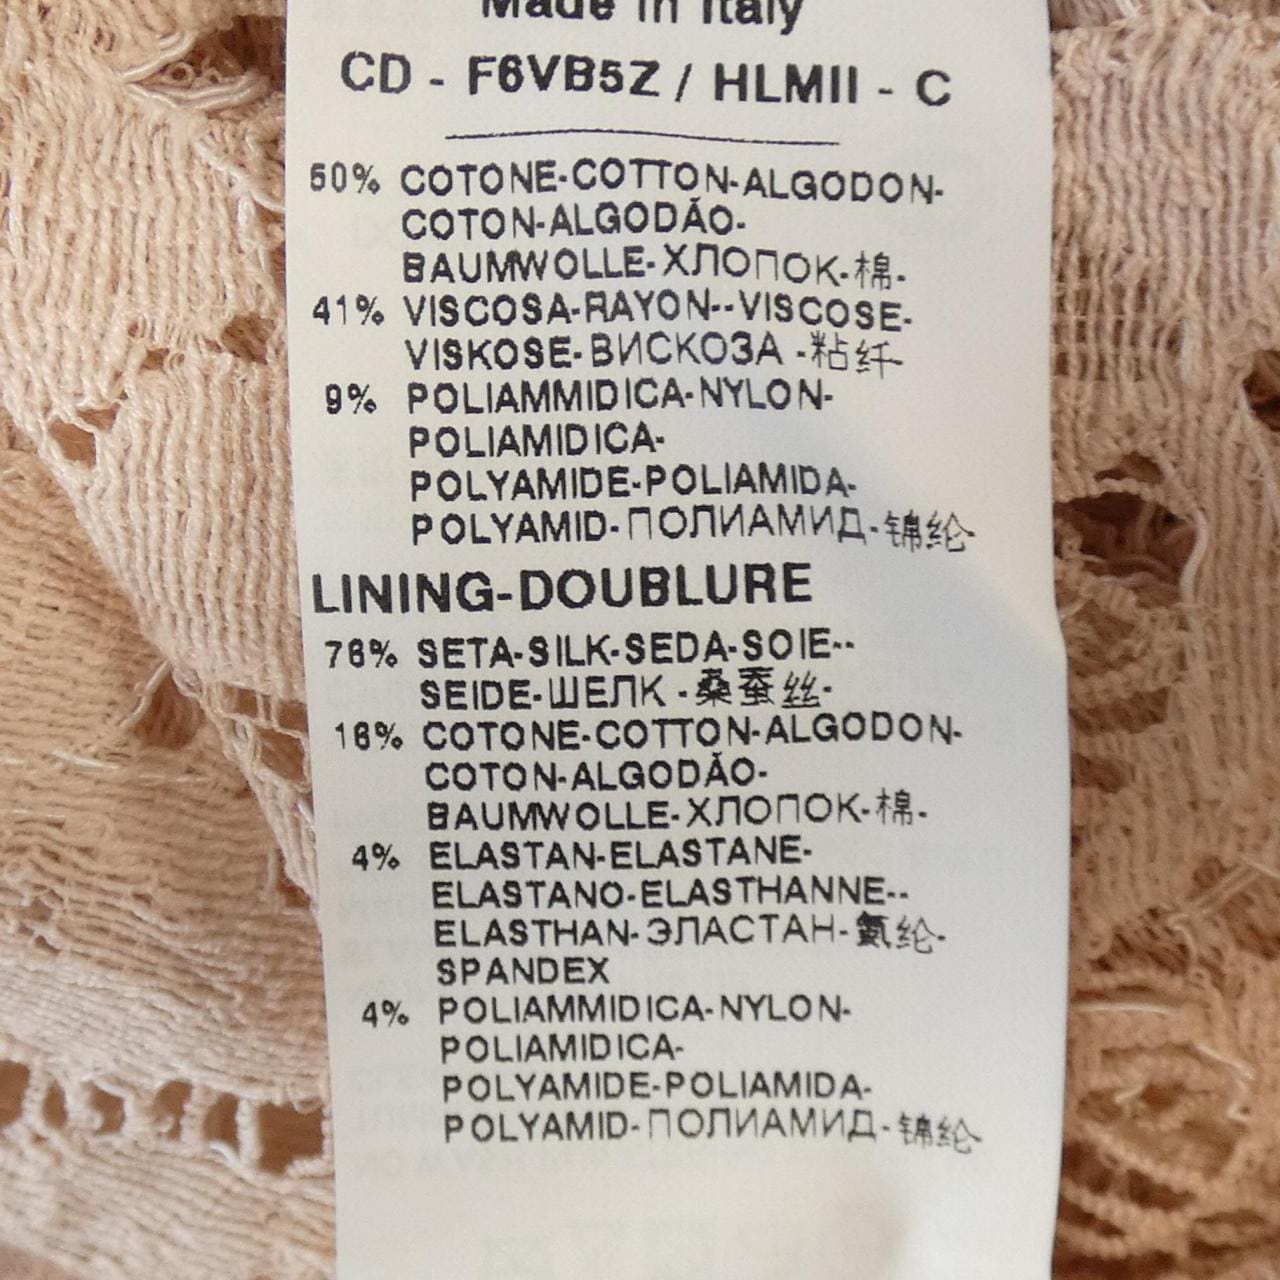 Made in Italy
CD - F6VB5Z / HLMII - C
50% COTONE-COTTON-ALGODON-
COTON-ALGODÃO-
BAUMWOLLE-ХЛОПОК-棉-
41% VISCOSA-RAYON--VISCOSE-
VISKOSE-ВИСКОЗА -粘纤-
9% POLIAMMIDICA-NYLON-
POLIAMIDICA-
POLYAMIDE-POLIAMIDA-
POLYAMID-ПОЛИАМИД-锦纶-
LINING-DOUBLURE
76% SETA-SILK-SEDA-SOIE--
SEIDE-ШЕЛК -桑蚕丝-
16% COTONE-COTTON-ALGODON-
COTON-ALGODÃO-
BAUMWOLLE-ХЛОПОК-棉-
4% ELASTAN-ELASTANE-
ELASTANO-ELASTHANNE--
ELASTHAN-ЭЛАСТАН-氨纶-
SPANDEX
4% POLIAMMIDICA-NYLON-
POLIAMIDICA-
POLYAMIDE-POLIAMIDA-
POLYAMID-ПОЛИАМИД-锦纶-